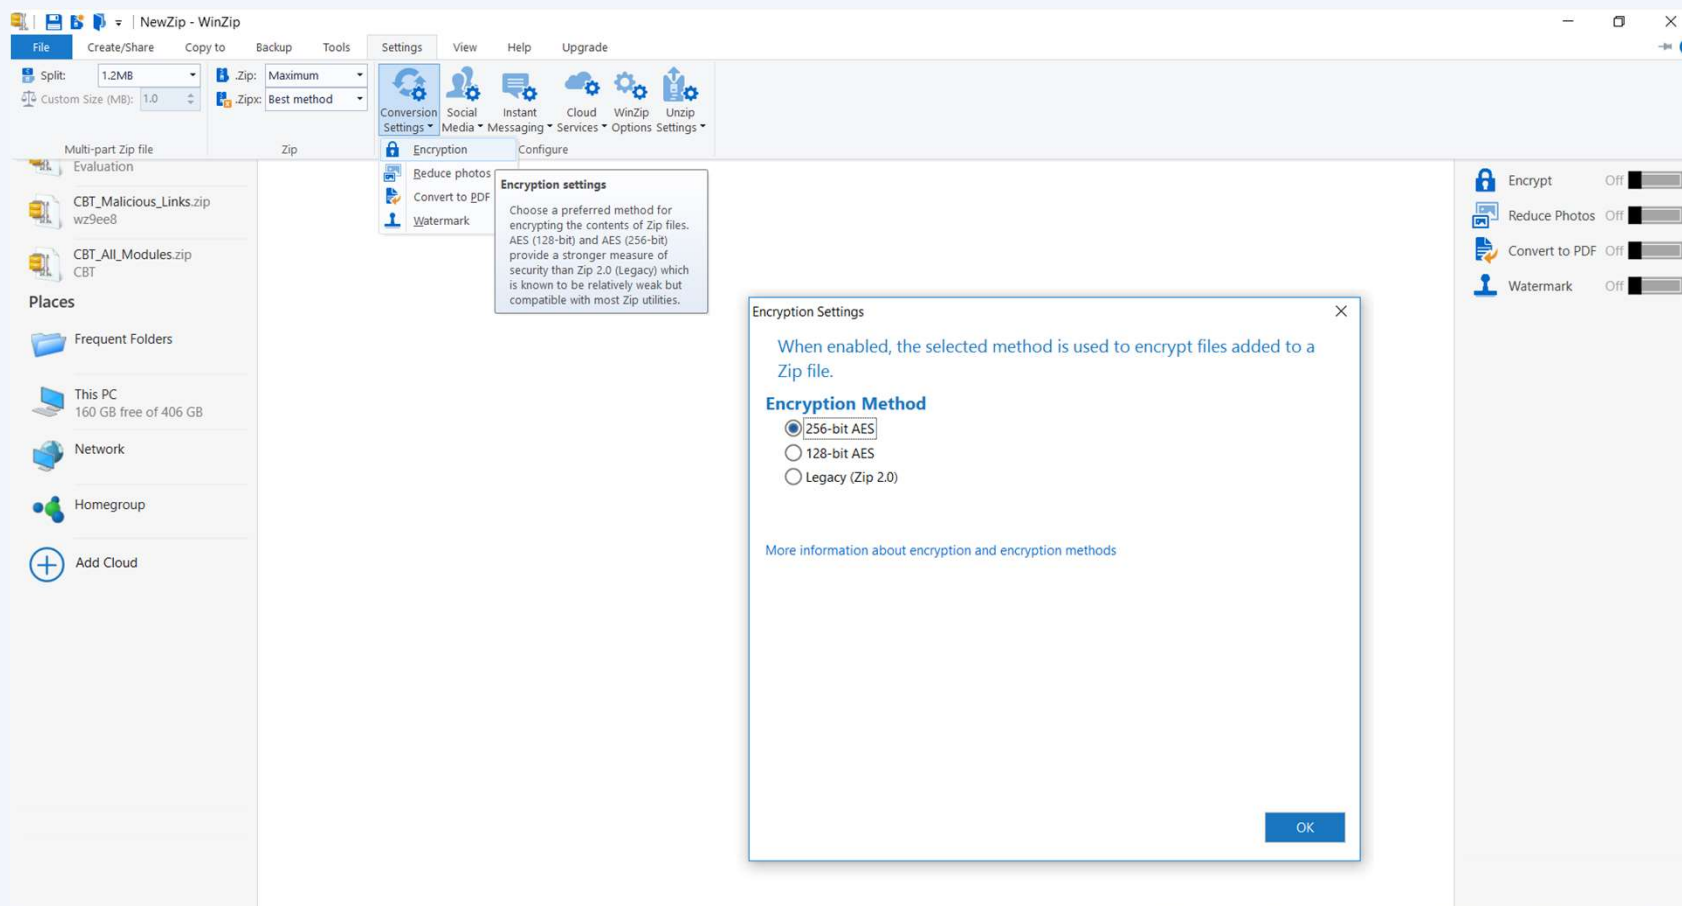 NewZip - WinZip
File Create/Share Copy to Backup Tools Settings View Help Upgrade
Split: 1.2MB
Custom Size (MB): 1.0
Multi-part Zip file
.Zip: Maximum
.Zipx: Best method
Zip
Conversion
Settings
Social
Media
Instant
Messaging
Cloud
Services
WinZip
Options
Unzip
Settings
Configure
Encryption
Reduce photos
Convert to PDF
Watermark
Encryption settings
Choose a preferred method for
encrypting the contents of Zip files.
AES (128-bit) and AES (256-bit)
provide a stronger measure of
security than Zip 2.0 (Legacy) which
is known to be relatively weak but
compatible with most Zip utilities.
Evaluation
CBT_Malicious_Links.zip
wz9ee8
CBT_All_Modules.zip
CBT
Places
Frequent Folders
This PC
160 GB free of 406 GB
Network
Homegroup
Add Cloud
Encryption Settings
When enabled, the selected method is used to encrypt files added to a
Zip file.
Encryption Method
256-bit AES
128-bit AES
Legacy (Zip 2.0)
More information about encryption and encryption methods
OK
Encrypt Off
Reduce Photos Off
Convert to PDF Off
Watermark Off